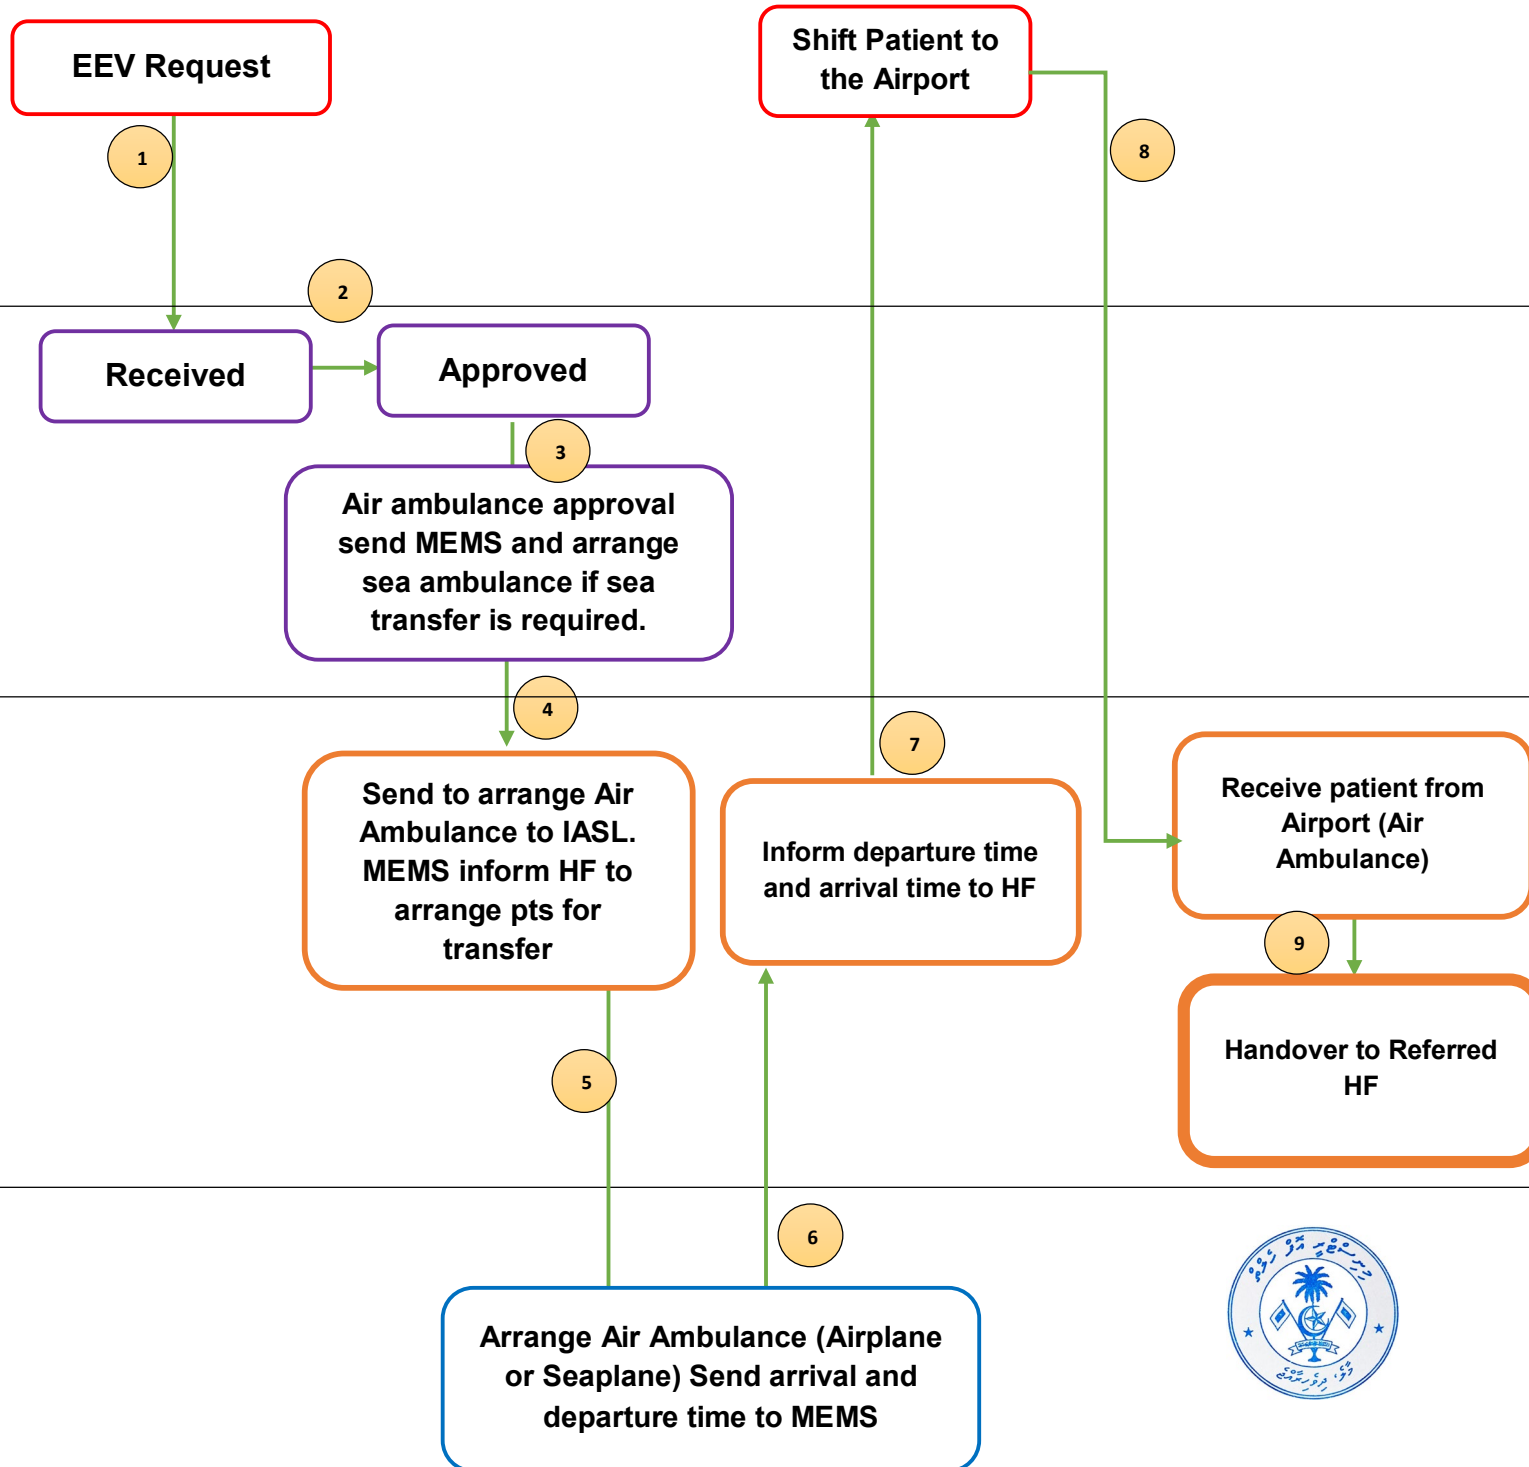 EEV Request
1
Shift Patient to
the Airport
8
2
Received
Approved
3
Air ambulance approval
send MEMS and arrange
sea ambulance if sea
transfer is required.
4
Send to arrange Air
Ambulance to IASL.
MEMS inform HF to
arrange pts for
transfer
7
Inform departure time
and arrival time to HF
Receive patient from
Airport (Air
Ambulance)
9
Handover to Referred
HF
5
6
Arrange Air Ambulance (Airplane
or Seaplane) Send arrival and
departure time to MEMS